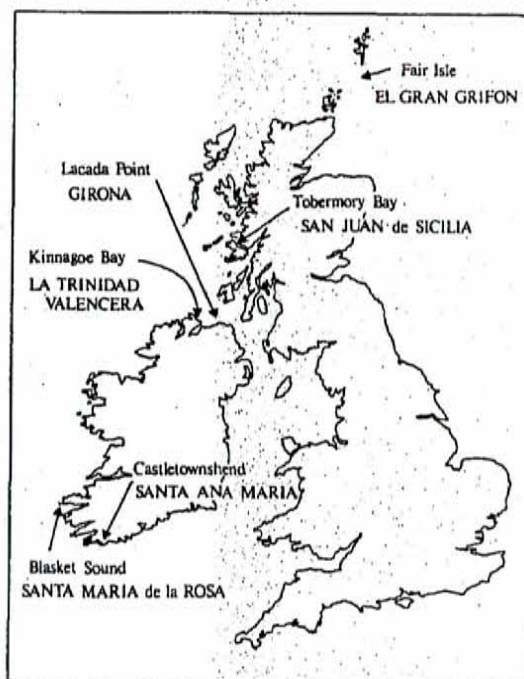 Fair Isle
EL GRAN GRIFON
Lacada Point
GIRONA
Tobermory Bay
SAN JUÁN de SICILIA
Kinnagoe Bay
LA TRINIDAD
VALENCERA
Castletownshend
SANTA ANA MARIA
Blasket Sound
SANTA MARIA de la ROSA